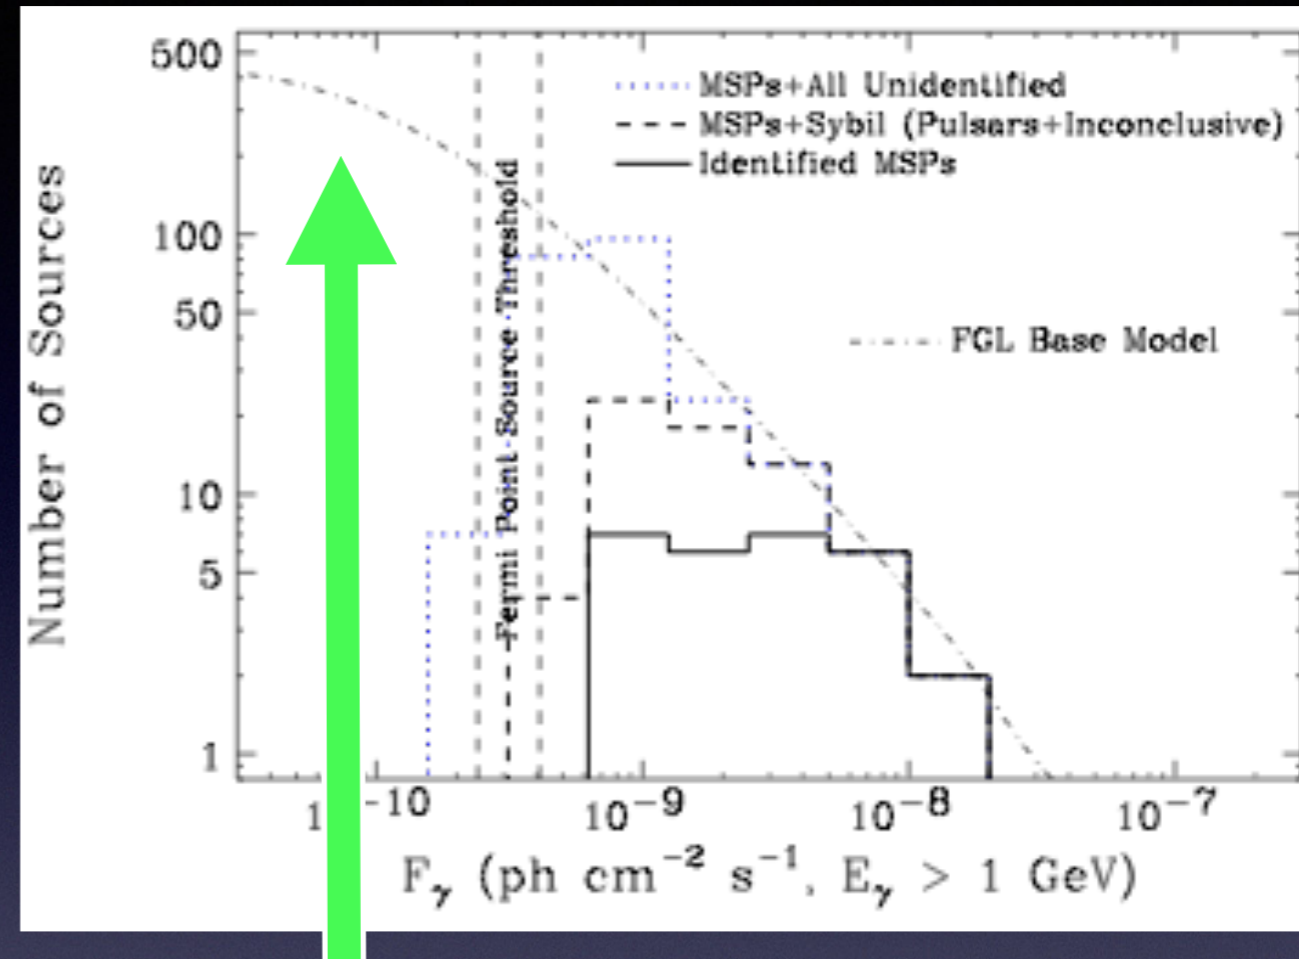 500
100
50
10
5
1
Number of Sources
MSPs+All Unidentified
MSPs+Sybil (Pulsars+Inconclusive)
Identified MSPs
FGL Base Model
Fermi Point Source Threshold
1 -10
10⁻⁹
10⁻⁸
10⁻⁷
Fγ (ph cm⁻² s⁻¹, Eγ > 1 GeV)